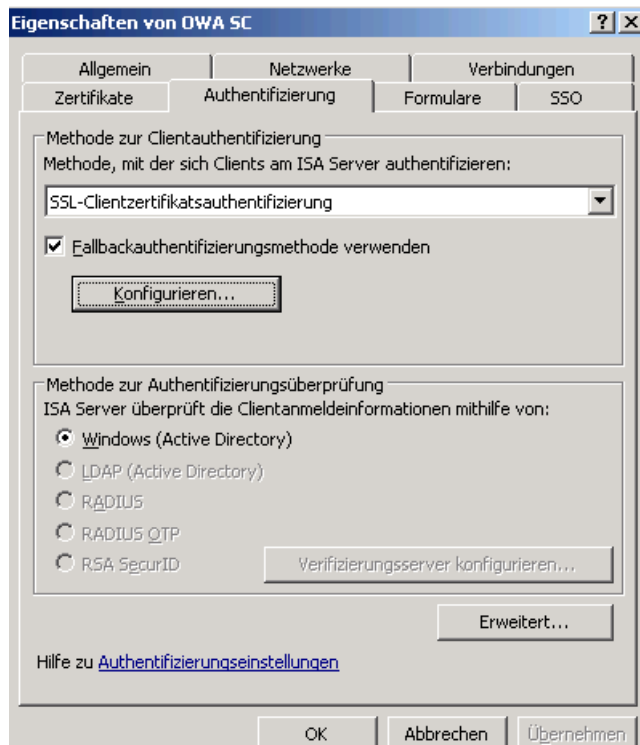 Eigenschaften von OWA SC
Allgemein Netzwerke Verbindungen
Zertifikate Authentifizierung Formulare SSO
Methode zur Clientauthentifizierung
Methode, mit der sich Clients am ISA Server authentifizieren:
SSL-Clientzertifikatsauthentifizierung
Fallbackauthentifizierungsmethode verwenden
Konfigurieren...
Methode zur Authentifizierungsüberprüfung
ISA Server überprüft die Clientanmeldeinformationen mithilfe von:
Windows (Active Directory)
LDAP (Active Directory)
RADIUS
RADIUS OTP
RSA SecurID Verifizierungsserver konfigurieren...
Erweitert...
Hilfe zu Authentifizierungseinstellungen
OK Abbrechen Übernehmen